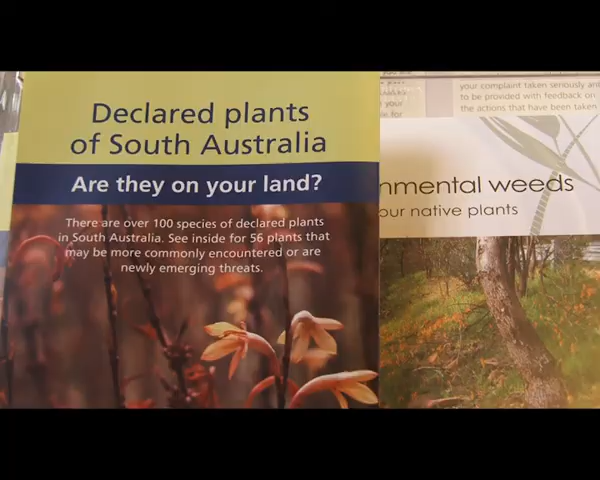 Declared plants
of South Australia
Are they on your land?
There are over 100 species of declared plants
in South Australia. See inside for 56 plants that
may be more commonly encountered or are
newly emerging threats.
your complaint taken seriously
to be provided with feedback on
the actions that have been taken
your
le for
nmental weeds
our native plants